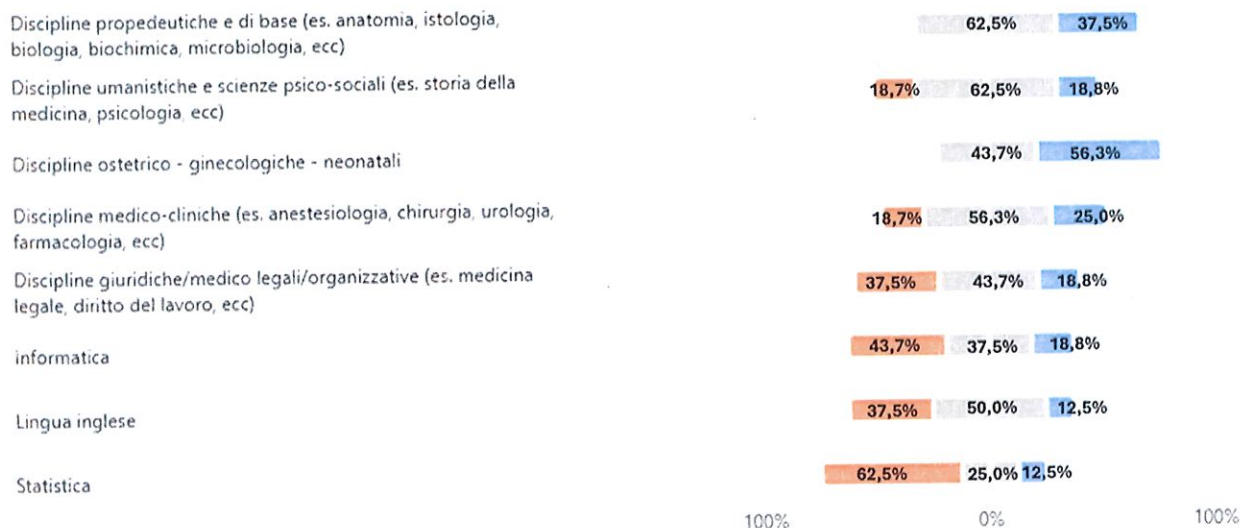 Discipline propedeutiche e di base (es. anatomia, istologia,
biologia, biochimica, microbiologia, ecc)
62,5% 37,5%
Discipline umanistiche e scienze psico-sociali (es. storia della
medicina, psicologia, ecc)
18,7% 62,5% 18,8%
Discipline ostetrico - ginecologiche - neonatali
43,7% 56,3%
Discipline medico-cliniche (es. anestesiologia, chirurgia, urologia,
farmacologia, ecc)
18,7% 56,3% 25,0%
Discipline giuridiche/medico legali/organizzative (es. medicina
legale, diritto del lavoro, ecc)
37,5% 43,7% 18,8%
informatica
43,7% 37,5% 18,8%
Lingua inglese
37,5% 50,0% 12,5%
Statistica
62,5% 25,0% 12,5%
100% 0% 100%